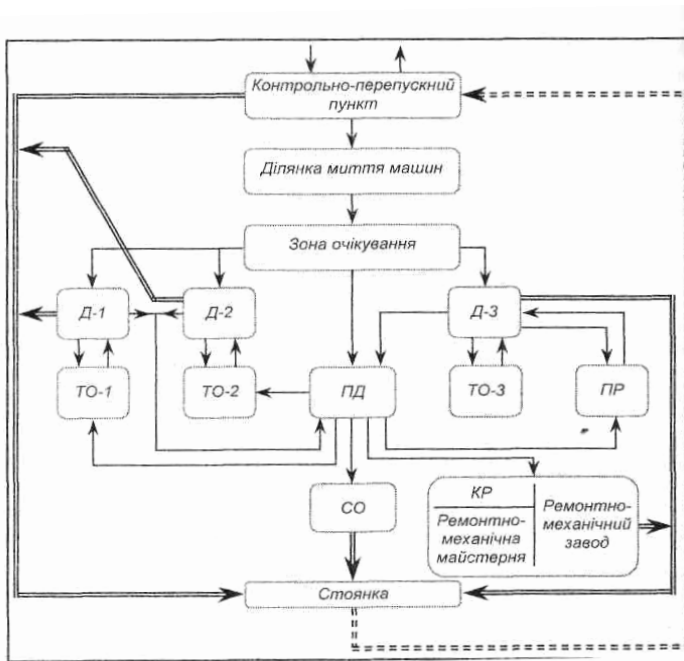 Контрольно-перепускний
пункт
Ділянка миття машин
Зона очікування
Д-1
Д-2
Д-3
ТО-1
ТО-2
ПД
ТО-3
ПР
СО
КР
Ремонтно-
механічна
майстерня
Ремонтно-
механічний
завод
Стоянка